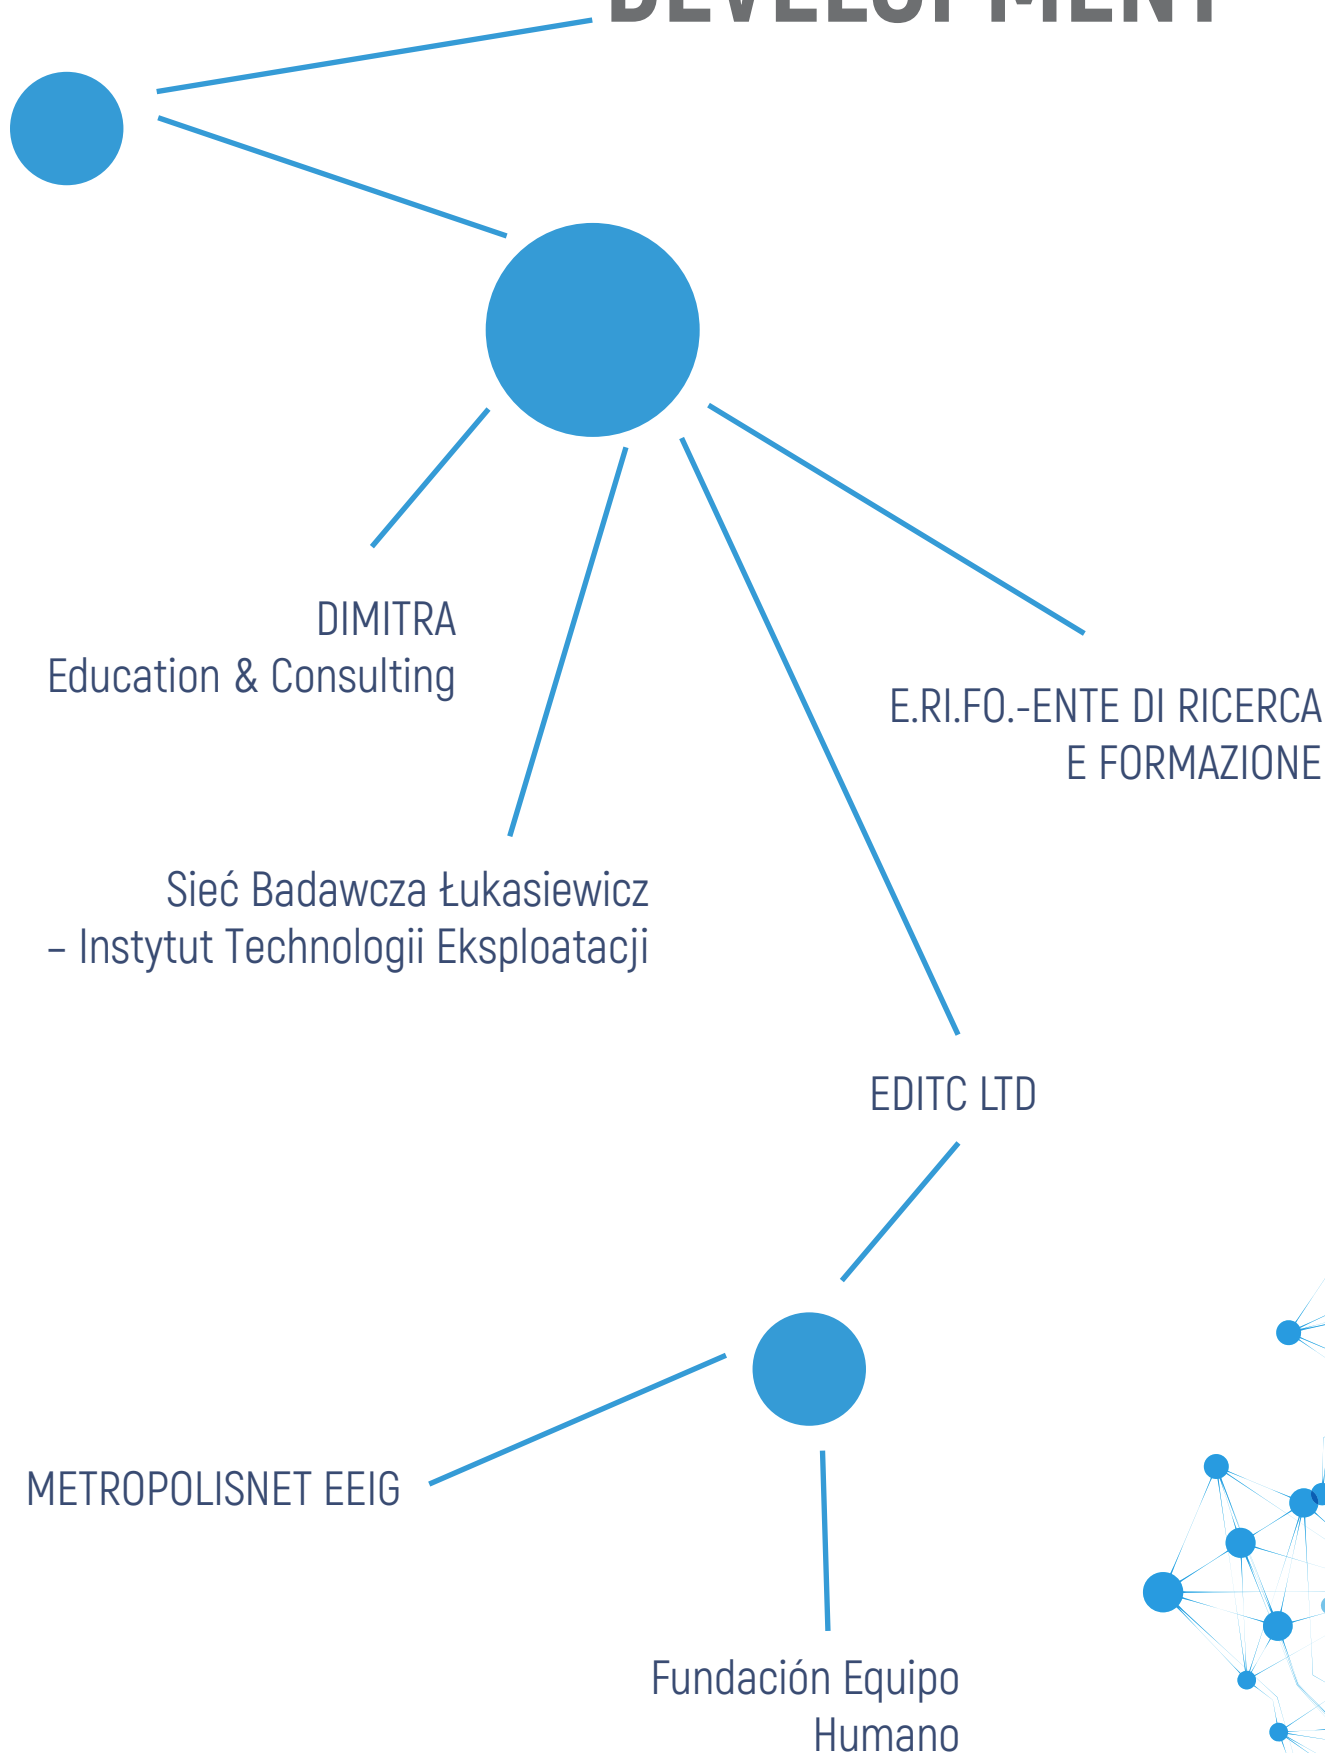 DEVELOPMENT
DIMITRA
Education & Consulting
E.RI.FO.-ENTE DI RICERCA
E FORMAZIONE
Sieć Badawcza Łukasiewicz
– Instytut Technologii Eksploatacji
EDITC LTD
METROPOLISNET EEIG
Fundación Equipo
Humano